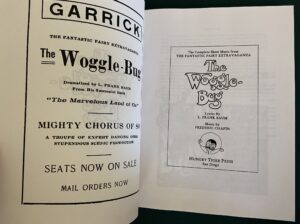 GARRICK
THE FANTASTIC FAIRY EXTRAVAGANZA
The Woggle-Bug
Dramatized by L. FRANK BAUM
From His Successful Book
"The Marvelous Land of Oz"
MIGHTY CHORUS OF 50
A TROUPE OF EXPERT DANCING GIRLS
STUPENDOUS SCENIC PRODUCTION
SEATS NOW ON SALE
MAIL ORDERS NOW
The Complete Sheet Music from
THE FANTASTIC FAIRY EXTRAVAGANZA
The
Woggle-
Bug
Lyrics by
L. FRANK BAUM
Music by
FREDERIC CHAPIN
HUNGRY TIGER PRESS
San Diego